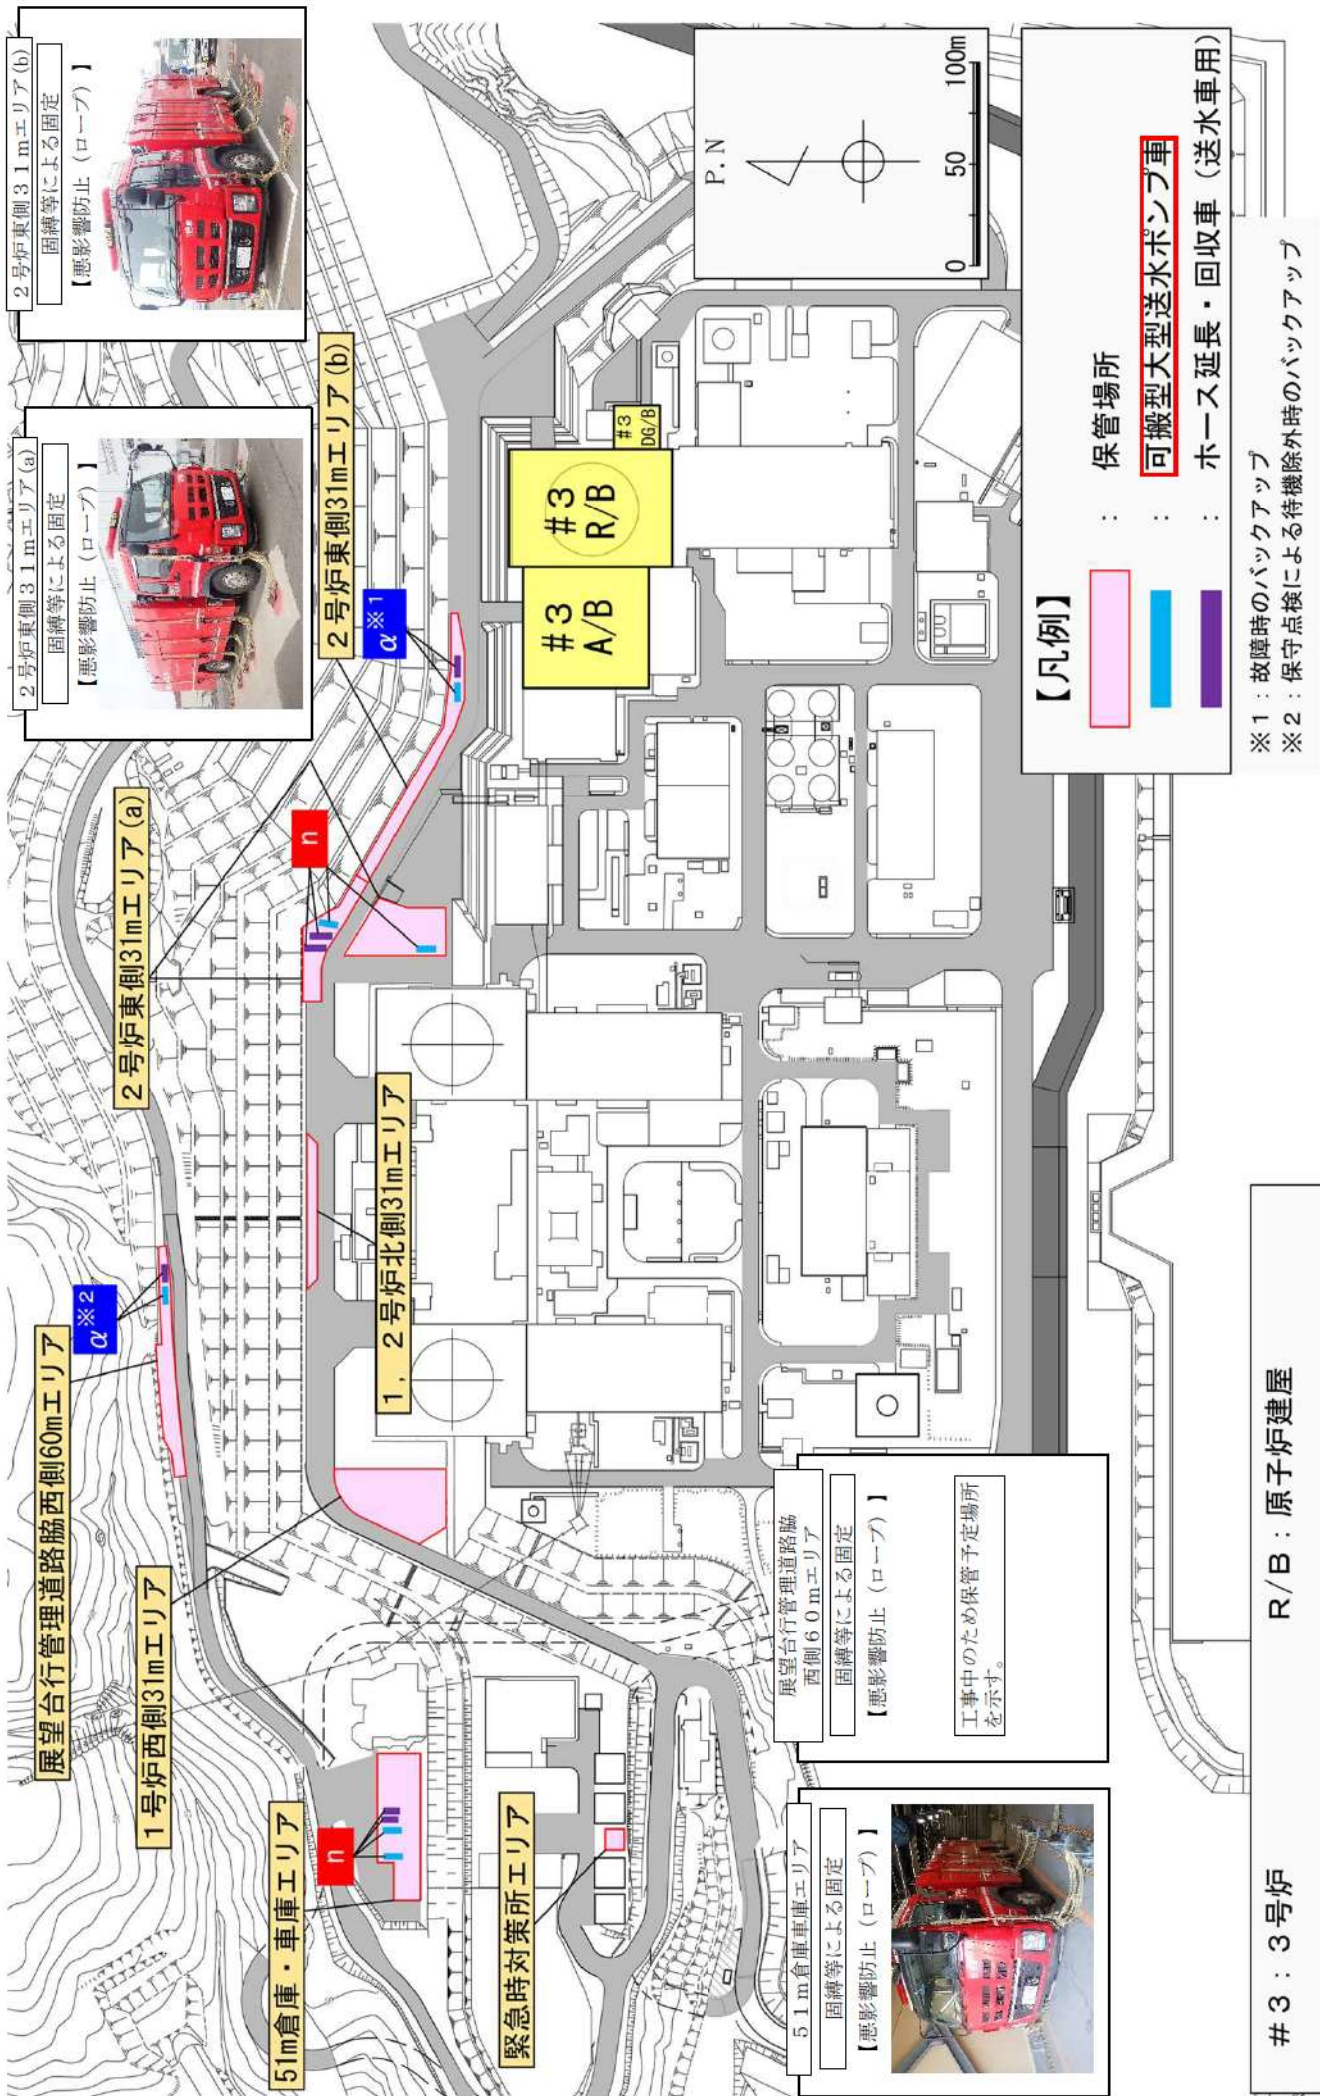 2号炉東側31mエリア(a)
固縛等による固定
【悪影響防止（ロープ）】
2号炉東側31mエリア(b)
固縛等による固定
【悪影響防止（ロープ）】
展望台行管理道路脇西側60mエリア
α※2
2号炉東側31mエリア(a)
2号炉東側31mエリア(b)
α※1
n
1号炉西側31mエリア
1，2号炉北側31mエリア
51m倉庫・車庫エリア
n
緊急時対策所エリア
#3
A/B
#3
R/B
#3
DG/B
P.N
0 50 100m
51m倉庫車庫エリア
固縛等による固定
【悪影響防止（ロープ）】
展望台行管理道路脇
西側60mエリア
固縛等による固定
【悪影響防止（ロープ）】
工事中のため保管予定場所
を示す。
【凡例】
：保管場所
：可搬型大型送水ポンプ車
：ホース延長・回収車（送水車用）
※1：故障時のバックアップ
※2：保守点検による待機除外時のバックアップ
#3：3号炉 R/B：原子炉建屋